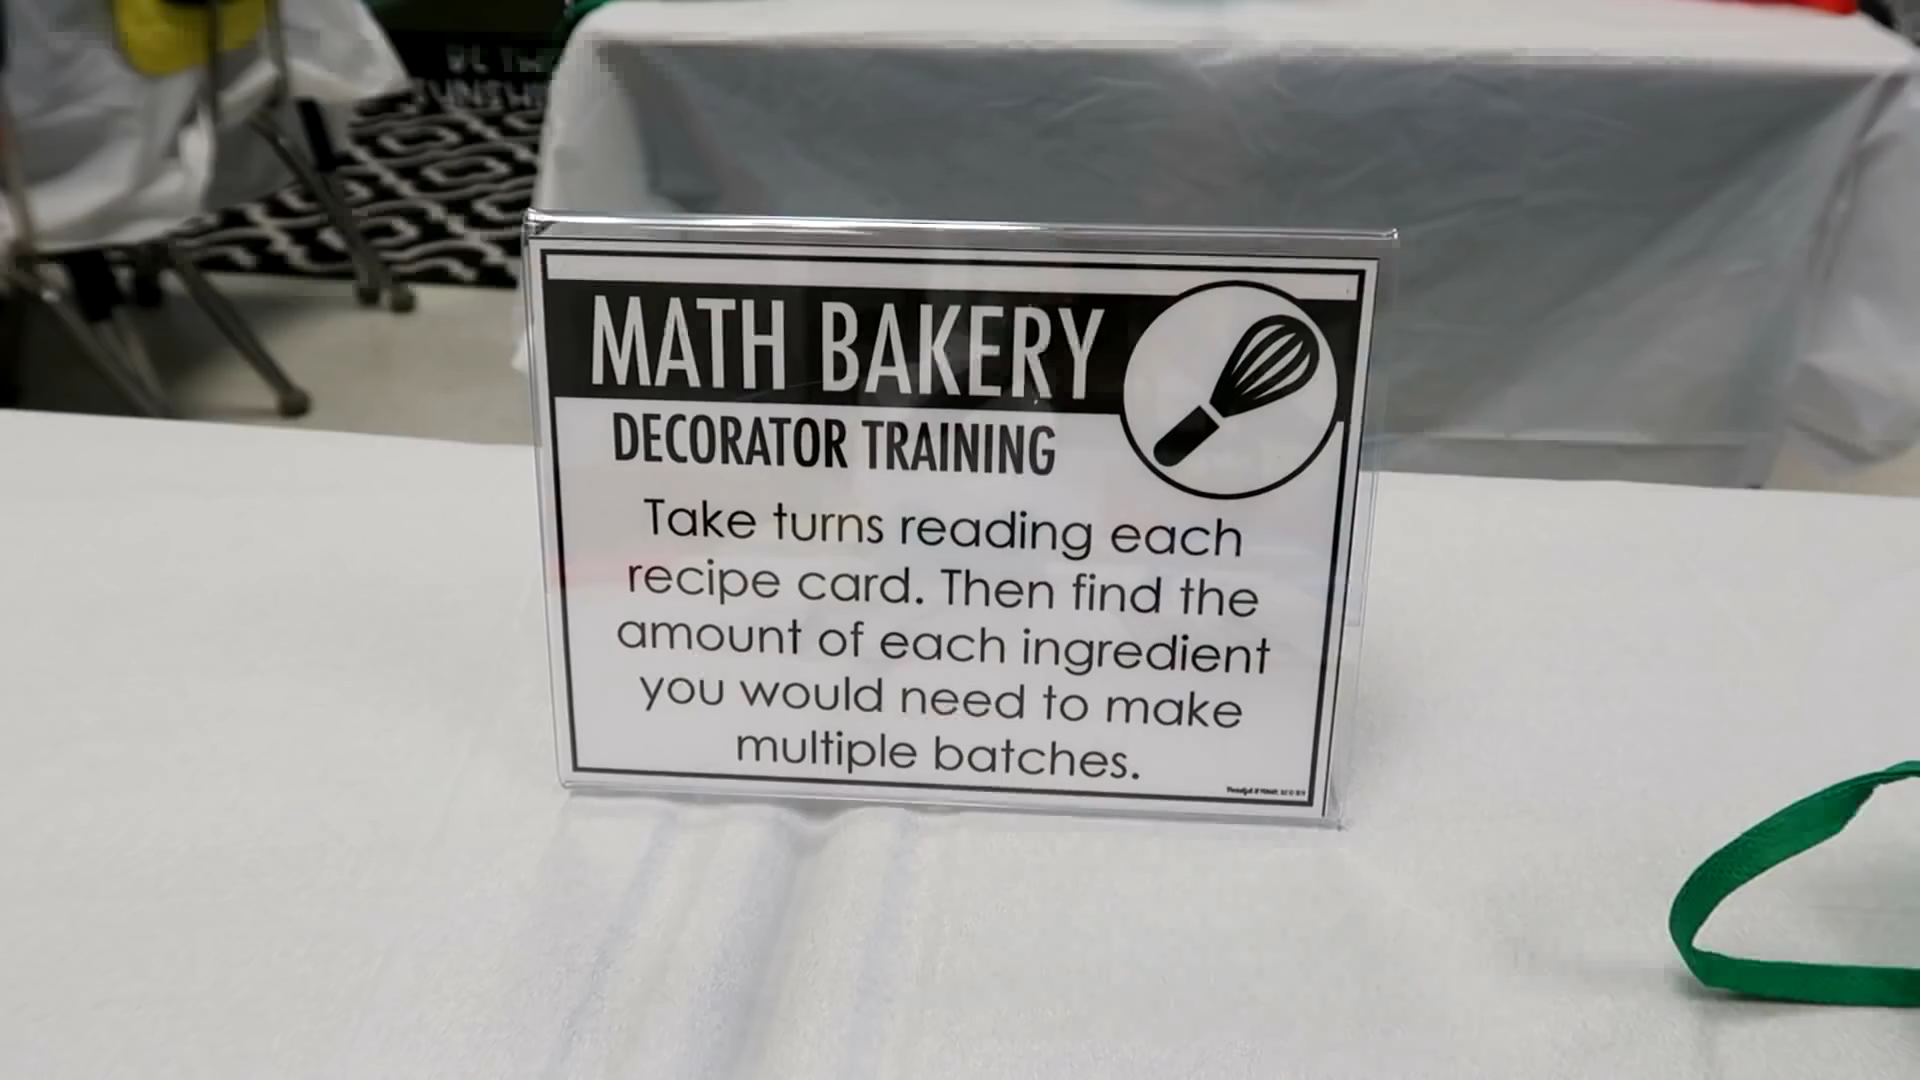 MATH BAKERY
DECORATOR TRAINING
Take turns reading each
recipe card. Then find the
amount of each ingredient
you would need to make
multiple batches.